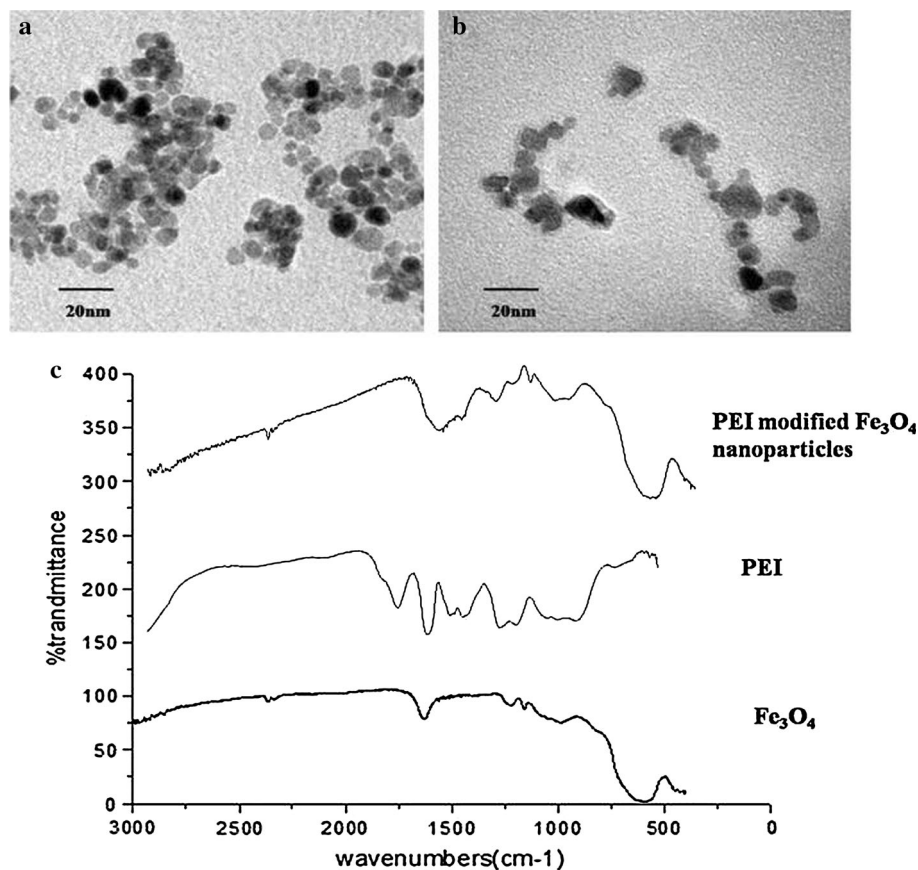 a
b
20nm
20nm
c
400
350
300
250
200
150
100
50
0
%trandmittance
PEI modified Fe₃O₄
nanoparticles
PEI
Fe₃O₄
3000 2500 2000 1500 1000 500 0
wavenumbers(cm-1)